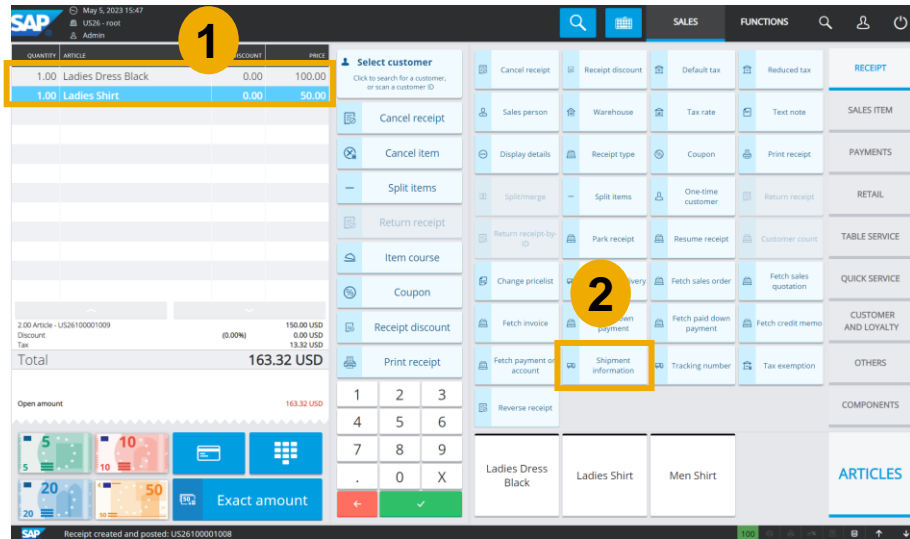 SAP
May 5, 2023 15:47
US26 - root
Admin
SALES
FUNCTIONS
1
QUANTITY ARTICLE DISCOUNT PRICE
1.00 Ladies Dress Black 0.00 100.00
1.00 Ladies Shirt 0.00 50.00
2.00 Article - US26100001009 150.00 USD
Discount (0.00%) 0.00 USD
Tax 13.32 USD
Total 163.32 USD
Open amount 163.32 USD
5 5
10 10
20 20
50 50
50
Exact amount
Select customer
Click to search for a customer,
or scan a customer ID
Cancel receipt
Cancel item
Split items
Return receipt
Item course
Coupon
Receipt discount
Print receipt
1 2 3
4 5 6
7 8 9
. 0 X
Cancel receipt
Receipt discount
Default tax
Reduced tax
Sales person
Warehouse
Tax rate
Text note
Display details
Receipt type
Coupon
Print receipt
Split/merge
Split items
One-time
customer
Return receipt
Return receipt-by-
ID
Park receipt
Resume receipt
Customer count
Change pricelist
2
Fetch sales order
Fetch sales
quotation
Fetch invoice
payment
Fetch paid down
payment
Fetch credit memo
Fetch payment on
account
Shipment
information
Tracking number
Tax exemption
Reverse receipt
Ladies Dress
Black
Ladies Shirt
Men Shirt
RECEIPT
SALES ITEM
PAYMENTS
RETAIL
TABLE SERVICE
QUICK SERVICE
CUSTOMER
AND LOYALTY
OTHERS
COMPONENTS
ARTICLES
SAP
Receipt created and posted: US26100001008
100